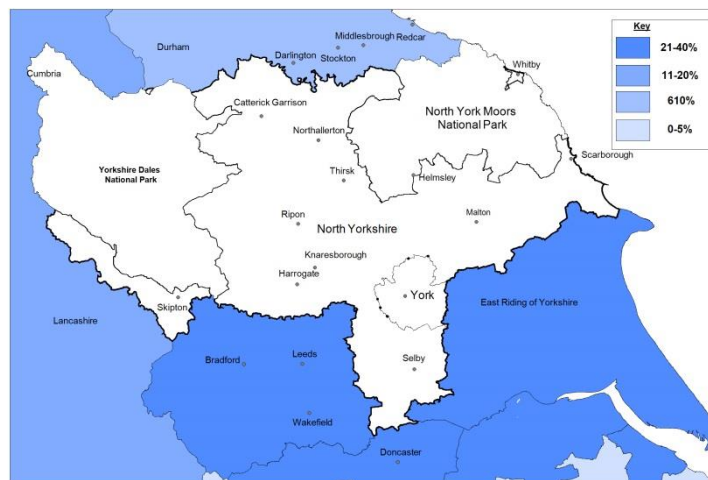 Key
21-40%
11-20%
610%
0-5%
Middlesbrough
Redcar
Durham
Darlington
Stockton
Whitby
Cumbria
Catterick Garrison
North York Moors
National Park
Northallerton
Scarborough
Yorkshire Dales
National Park
Thirsk
Helmsley
Ripon
North Yorkshire
Malton
Knaresborough
Harrogate
York
Skipton
East Riding of Yorkshire
Lancashire
Bradford
Leeds
Selby
Wakefield
Doncaster